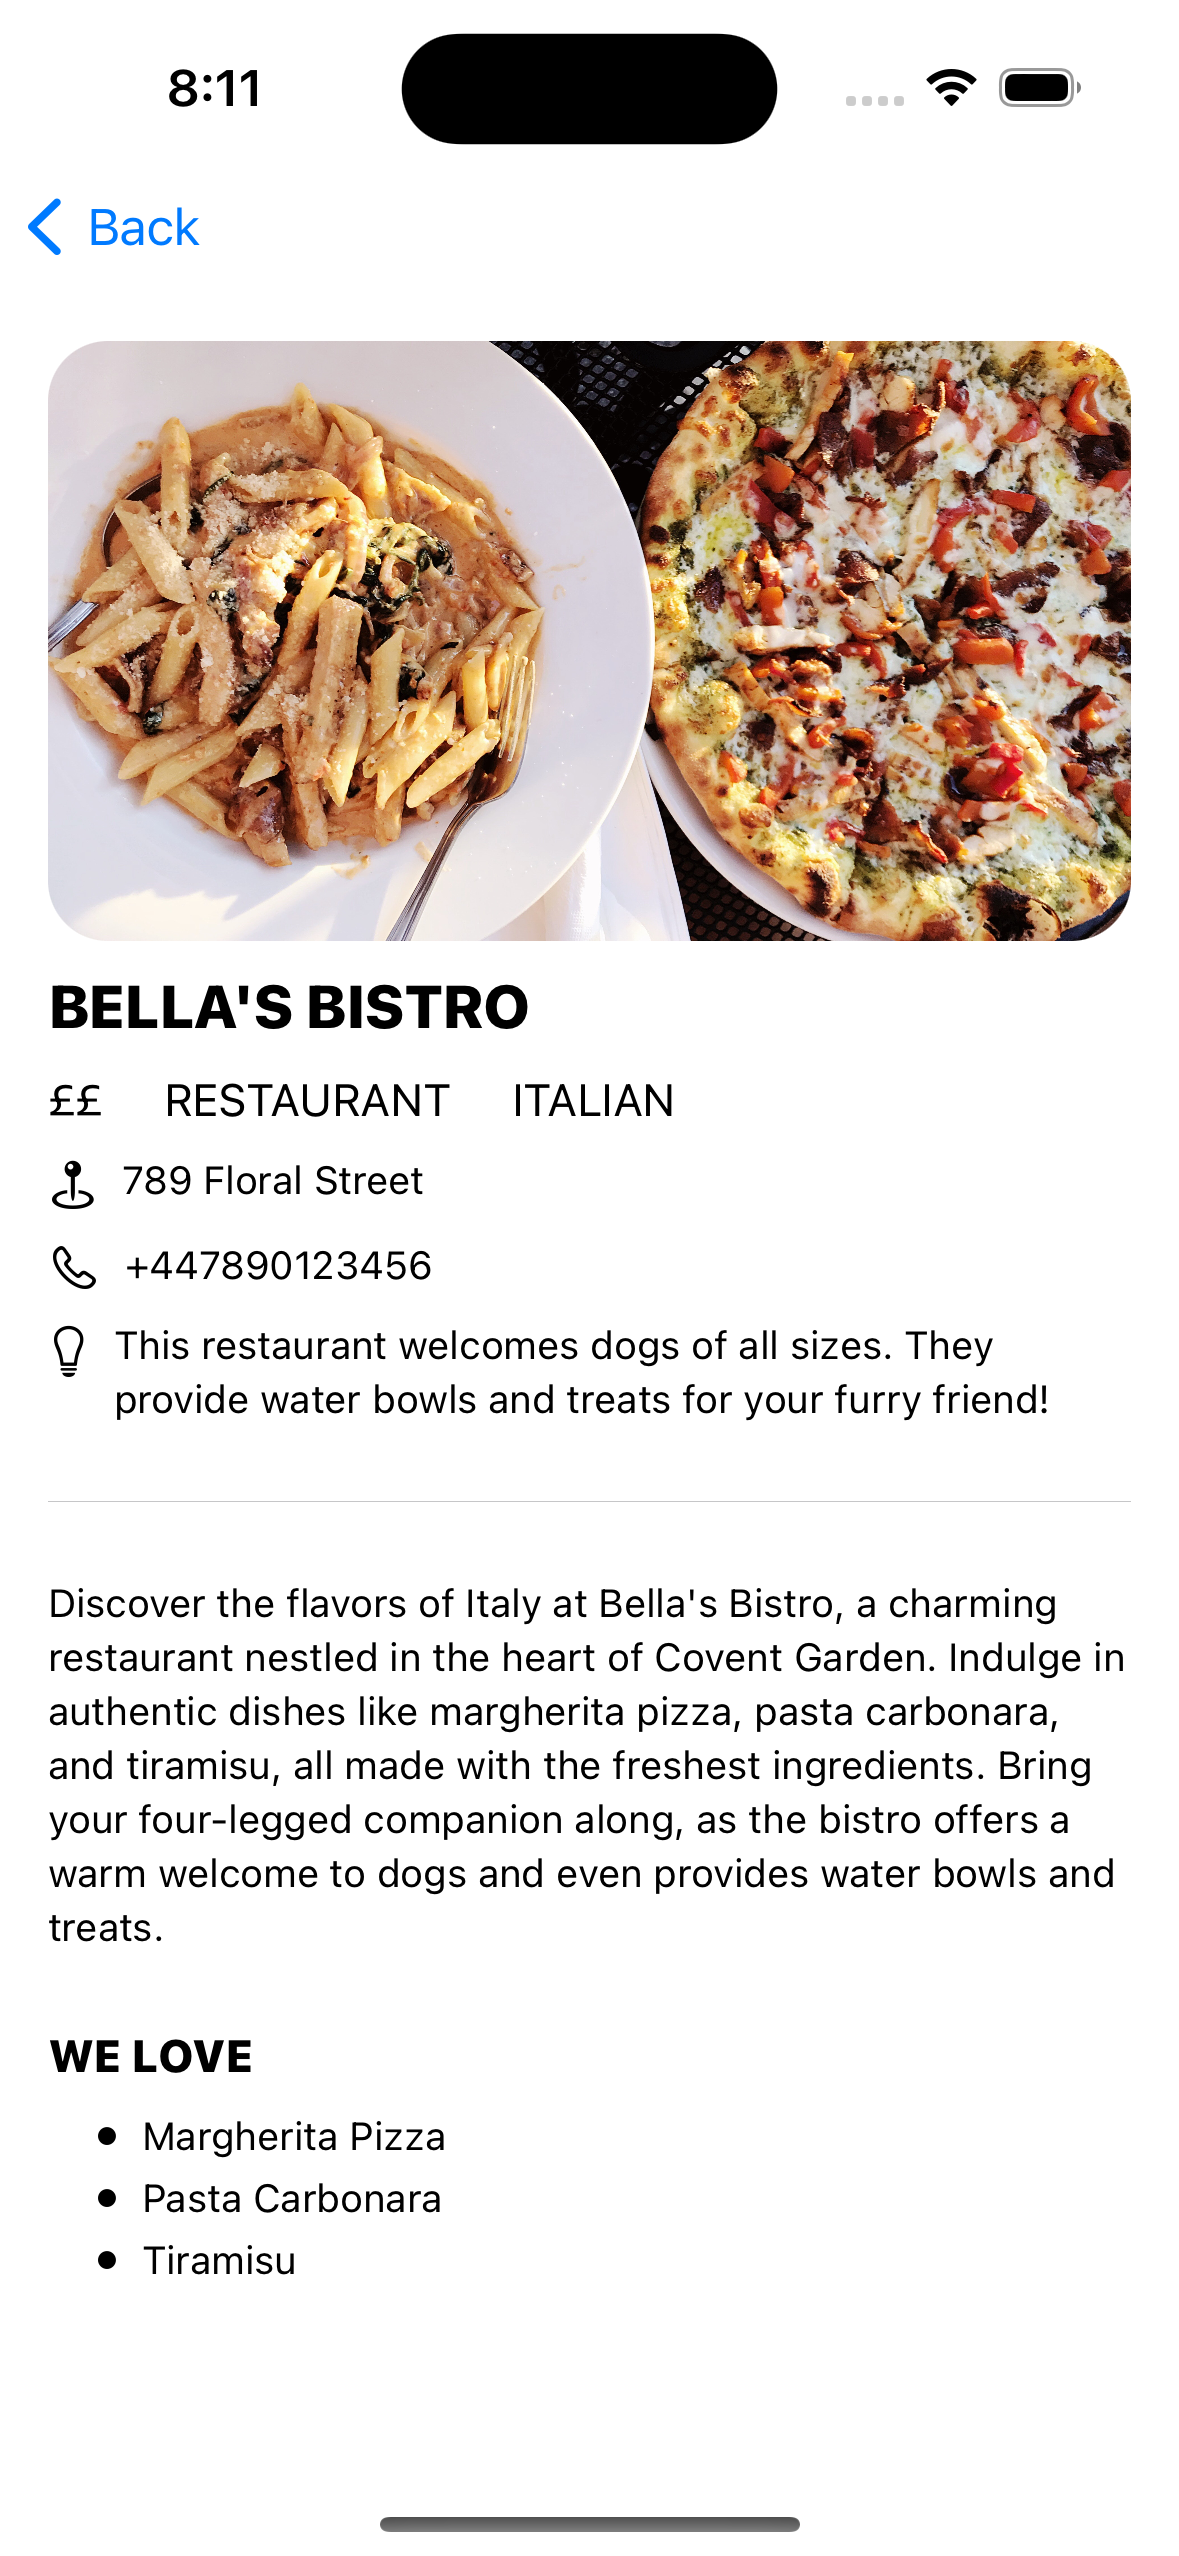 8:11
Back
BELLA'S BISTRO
££ RESTAURANT ITALIAN
789 Floral Street
+447890123456
This restaurant welcomes dogs of all sizes. They
provide water bowls and treats for your furry friend!
Discover the flavors of Italy at Bella's Bistro, a charming
restaurant nestled in the heart of Covent Garden. Indulge in
authentic dishes like margherita pizza, pasta carbonara,
and tiramisu, all made with the freshest ingredients. Bring
your four-legged companion along, as the bistro offers a
warm welcome to dogs and even provides water bowls and
treats.
WE LOVE
Margherita Pizza
Pasta Carbonara
Tiramisu